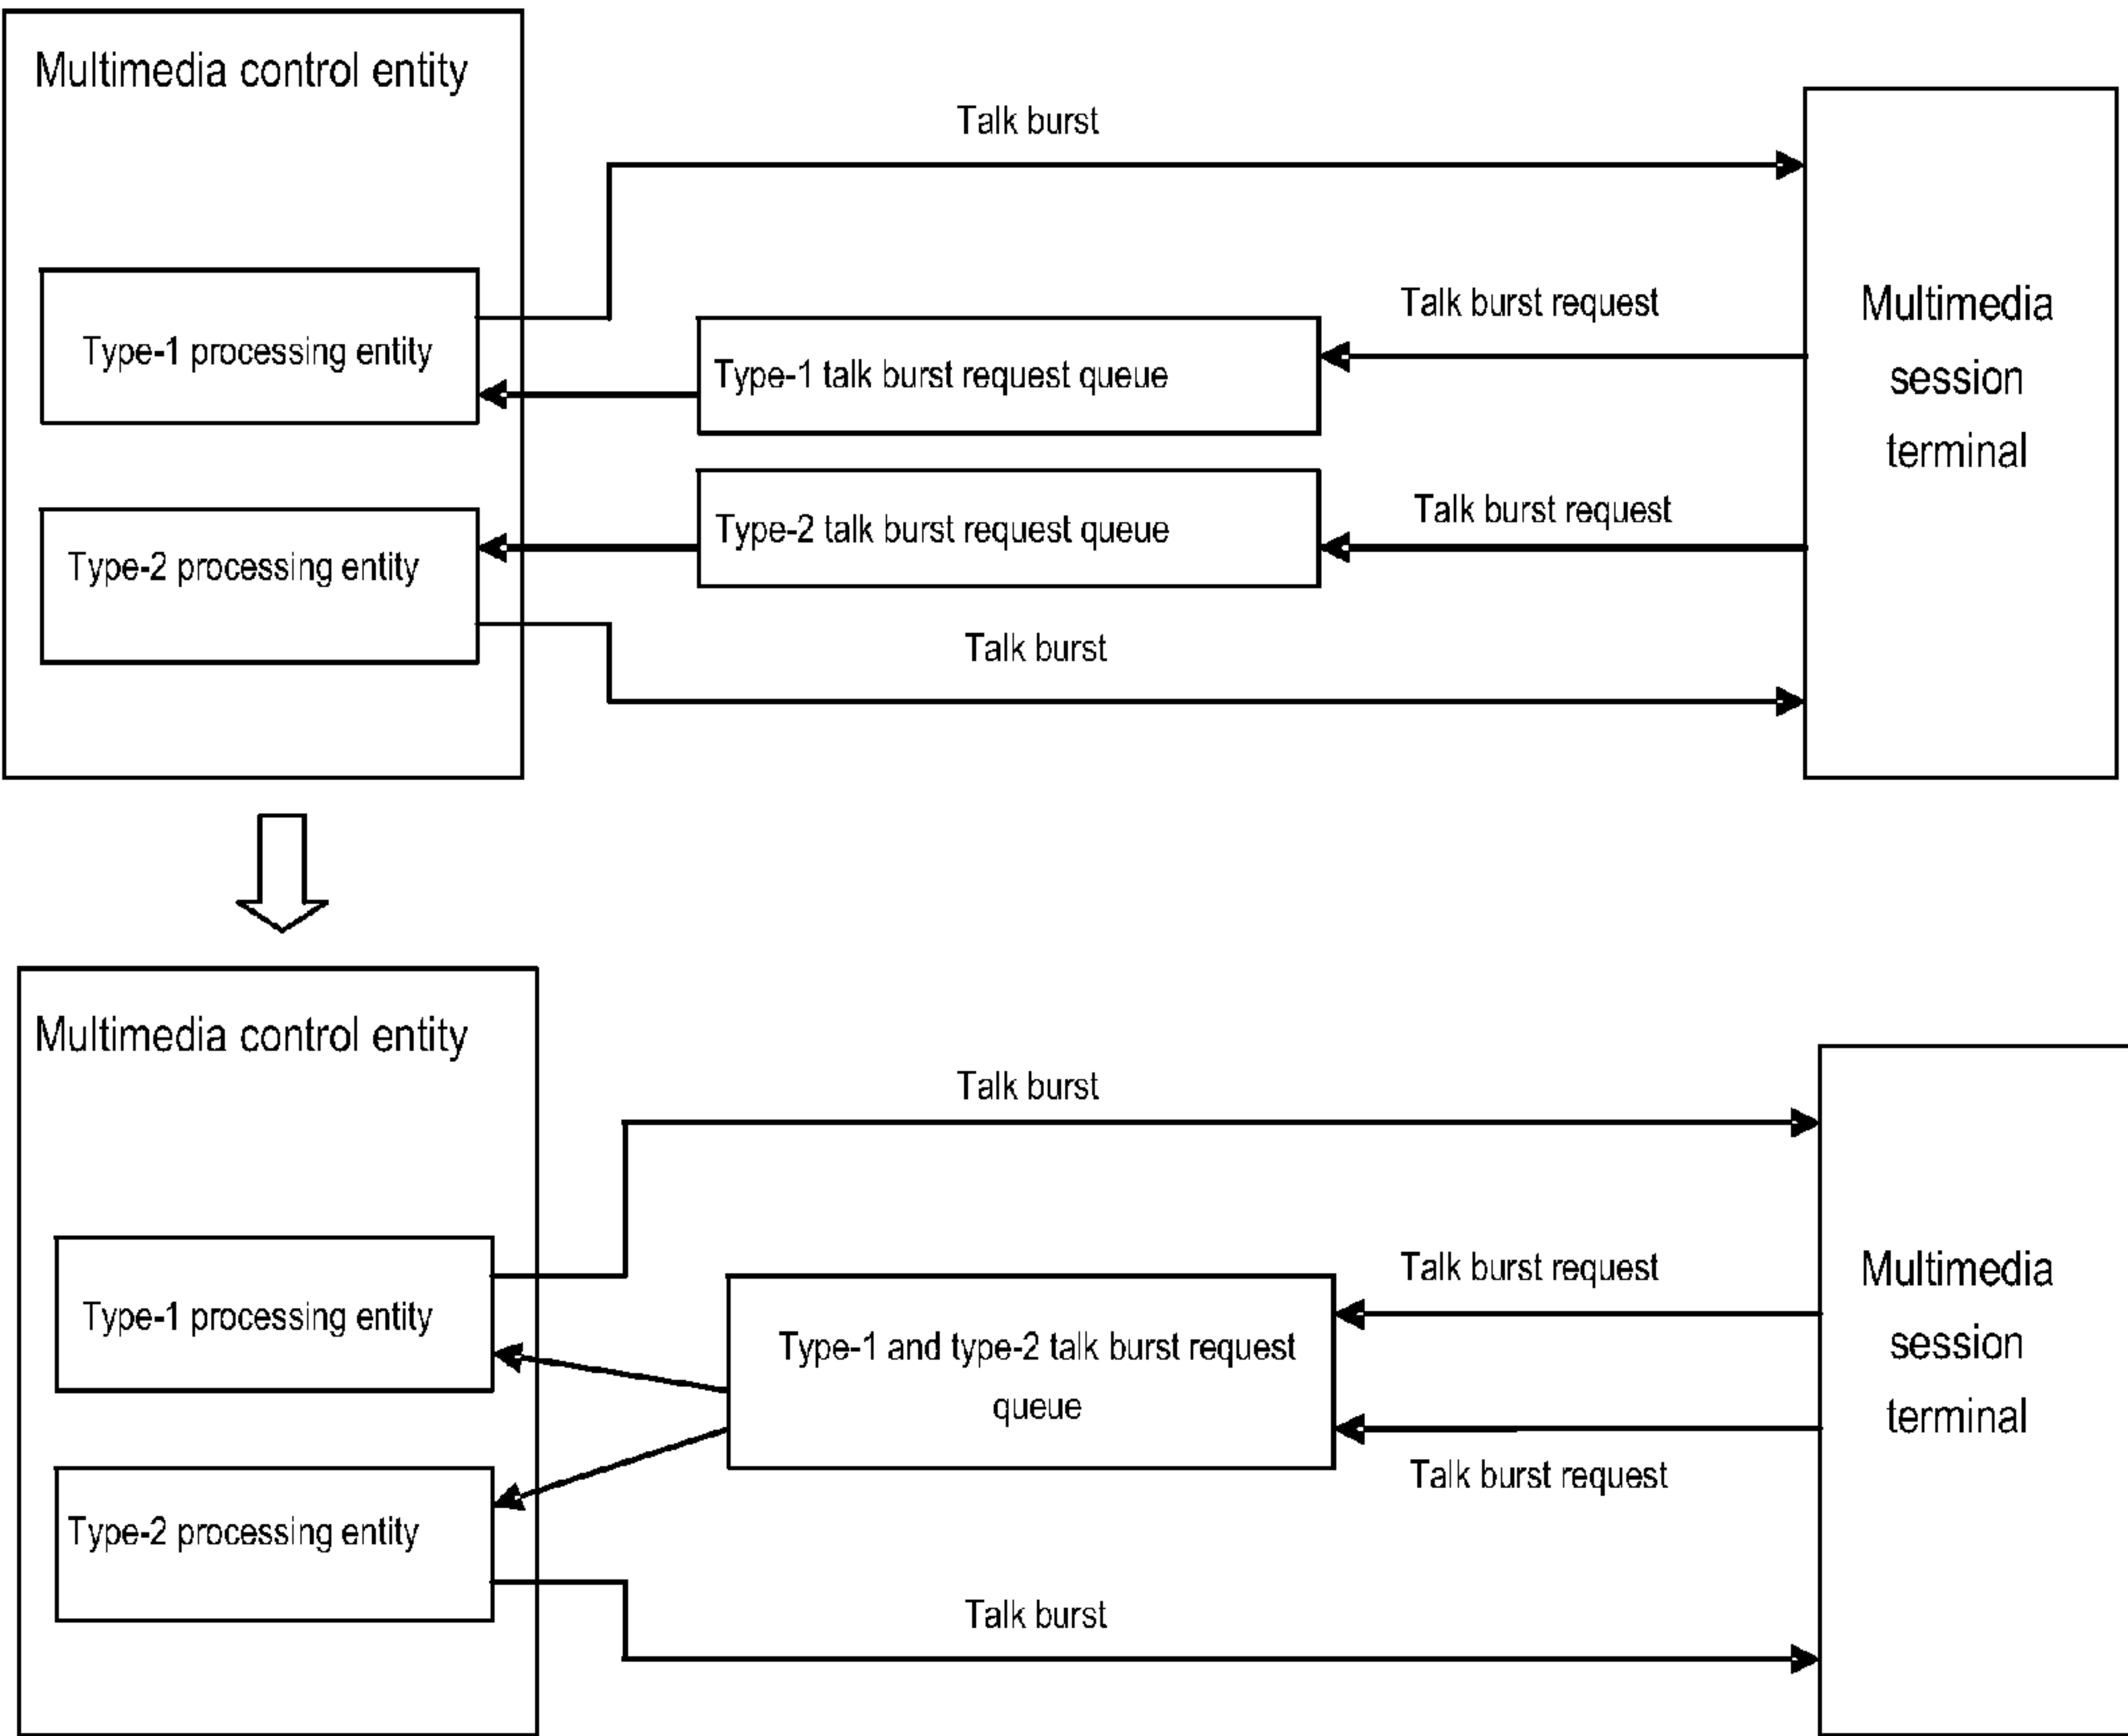 Multimedia control entity
Talk burst
Talk burst request
Multimedia
session
terminal
Type-1 processing entity
Type-1 talk burst request queue
Type-2 talk burst request queue
Talk burst request
Type-2 processing entity
Talk burst
Multimedia control entity
Talk burst
Talk burst request
Multimedia
session
terminal
Type-1 processing entity
Type-1 and type-2 talk burst request
queue
Talk burst request
Type-2 processing entity
Talk burst